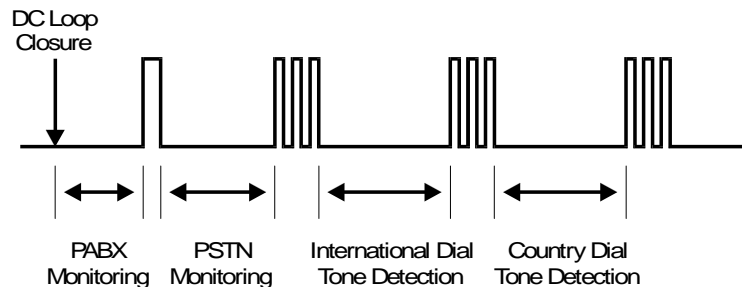 DC Loop
Closure
PABX
Monitoring
PSTN
Monitoring
International Dial
Tone Detection
Country Dial
Tone Detection